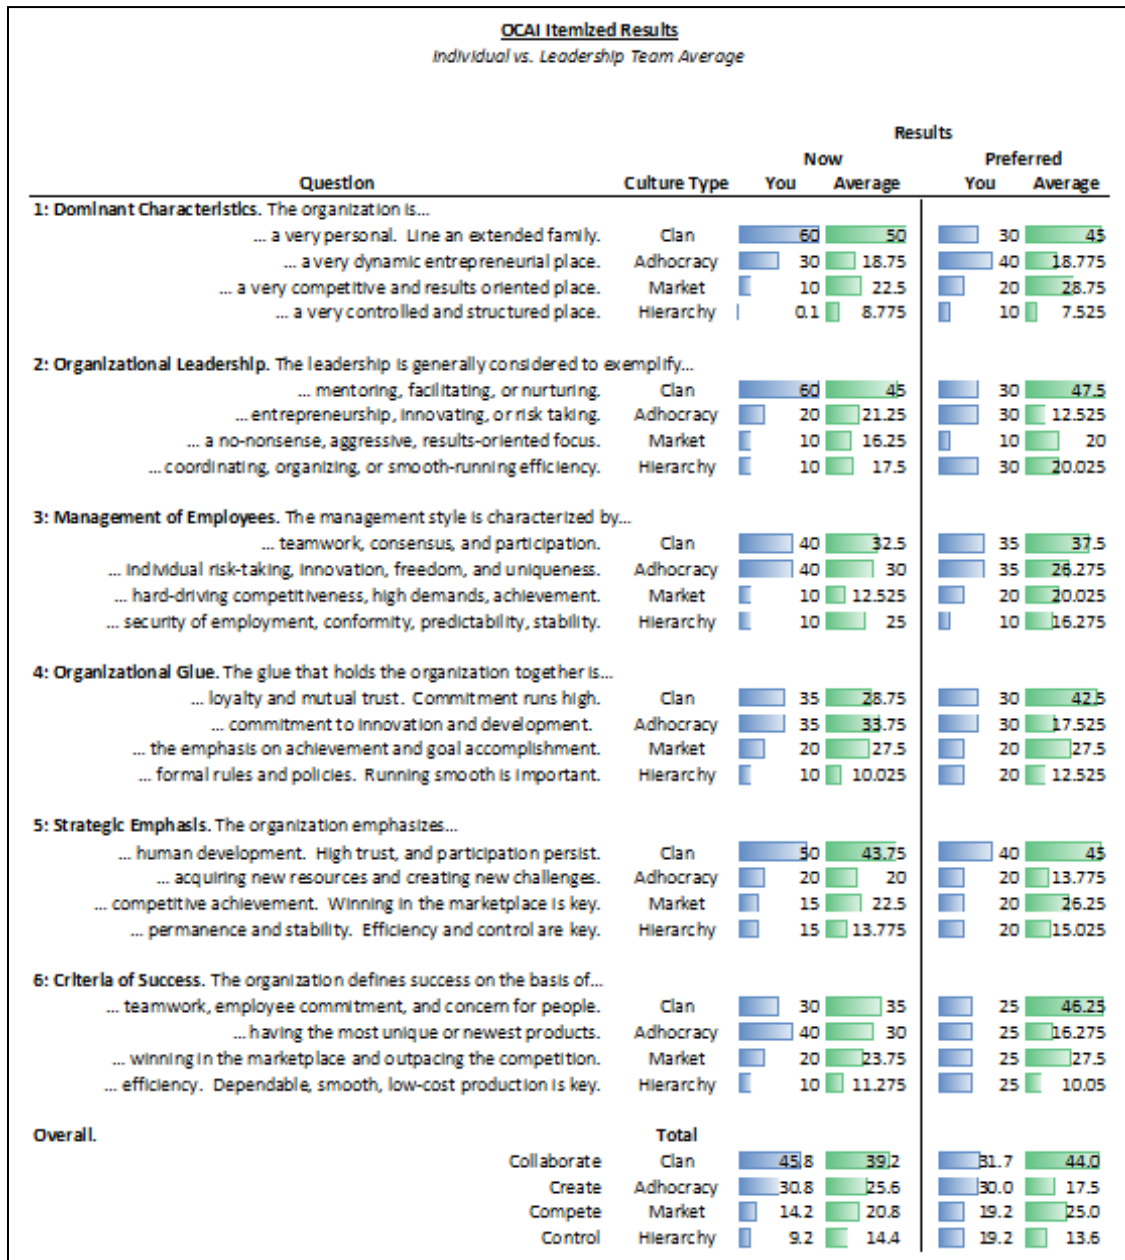 OCAI Itemized Results
Individual vs. Leadership Team Average
Results
Now Preferred
Question Culture Type You Average You Average
1: Dominant Characteristics. The organization is...
... a very personal. Line an extended family. Clan 60 50 30 45
... a very dynamic entrepreneurial place. Adhocracy 30 18.75 40 18.775
... a very competitive and results oriented place. Market 10 22.5 20 28.75
... a very controlled and structured place. Hierarchy 0.1 8.775 10 7.525
2: Organizational Leadership. The leadership is generally considered to exemplify...
... mentoring, facilitating, or nurturing. Clan 60 45 30 47.5
... entrepreneurship, innovating, or risk taking. Adhocracy 20 21.25 30 12.525
... a no-nonsense, aggressive, results-oriented focus. Market 10 16.25 10 20
... coordinating, organizing, or smooth-running efficiency. Hierarchy 10 17.5 30 20.025
3: Management of Employees. The management style is characterized by...
... teamwork, consensus, and participation. Clan 40 32.5 35 37.5
... individual risk-taking, innovation, freedom, and uniqueness. Adhocracy 40 30 35 26.275
... hard-driving competitiveness, high demands, achievement. Market 10 12.525 20 20.025
... security of employment, conformity, predictability, stability. Hierarchy 10 25 10 16.275
4: Organizational Glue. The glue that holds the organization together is...
... loyalty and mutual trust. Commitment runs high. Clan 35 28.75 30 42.5
... commitment to innovation and development. Adhocracy 35 33.75 30 17.525
... the emphasis on achievement and goal accomplishment. Market 20 27.5 20 27.5
... formal rules and policies. Running smooth is important. Hierarchy 10 10.025 20 12.525
5: Strategic Emphasis. The organization emphasizes...
... human development. High trust, and participation persist. Clan 50 43.75 40 45
... acquiring new resources and creating new challenges. Adhocracy 20 20 20 13.775
... competitive achievement. Winning in the marketplace is key. Market 15 22.5 20 26.25
... permanence and stability. Efficiency and control are key. Hierarchy 15 13.775 20 15.025
6: Criteria of Success. The organization defines success on the basis of...
... teamwork, employee commitment, and concern for people. Clan 30 35 25 46.25
... having the most unique or newest products. Adhocracy 40 30 25 16.275
... winning in the marketplace and outpacing the competition. Market 20 23.75 25 27.5
... efficiency. Dependable, smooth, low-cost production is key. Hierarchy 10 11.275 25 10.05
Overall. Total
Collaborate Clan 45.8 39.2 31.7 44.0
Create Adhocracy 30.8 25.6 30.0 17.5
Compete Market 14.2 20.8 19.2 25.0
Control Hierarchy 9.2 14.4 19.2 13.6